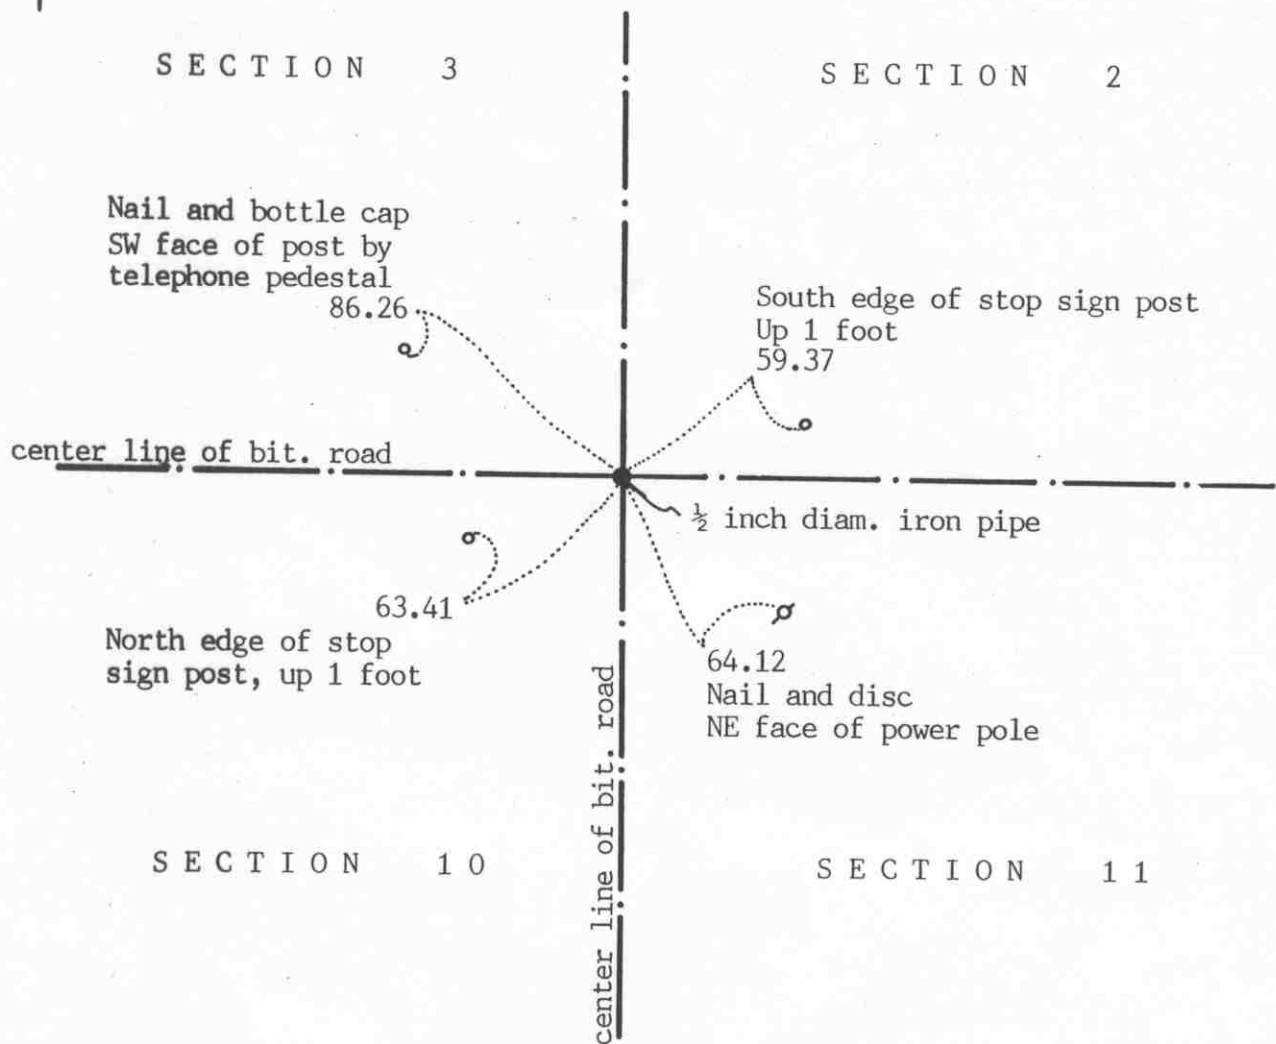 SECTION 3
SECTION 2
Nail and bottle cap
SW face of post by
telephone pedestal
86.26
South edge of stop sign post
Up 1 foot
59.37
center line of bit. road
½ inch diam. iron pipe
63.41
North edge of stop
sign post, up 1 foot
64.12
Nail and disc
NE face of power pole
center line of bit. road
SECTION 10
SECTION 11